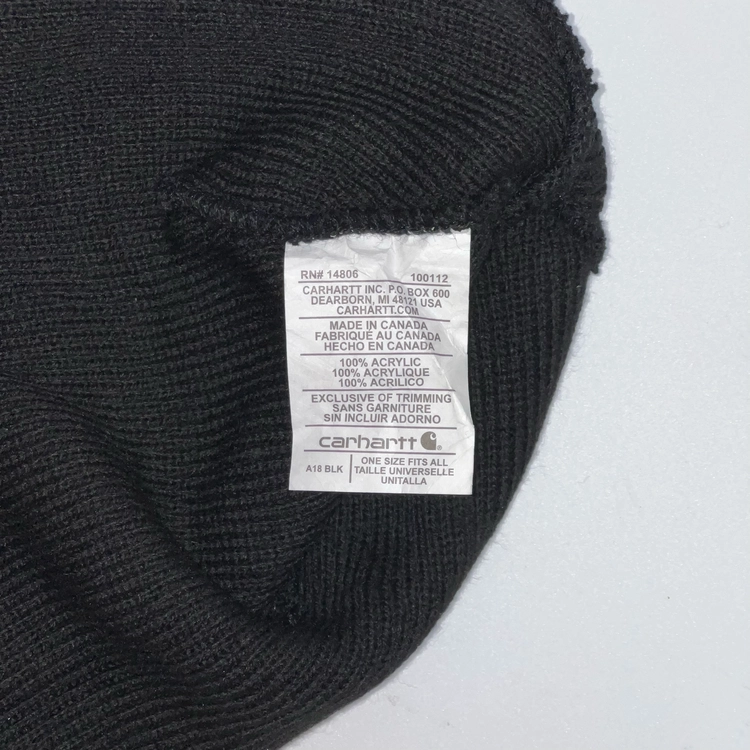 RN# 14806 100112
CARHARTT INC. P.O. BOX 600
DEARBORN, MI 48121 USA
CARHARTT.COM
MADE IN CANADA
FABRIQUÉ AU CANADA
HECHO EN CANADA
100% ACRYLIC
100% ACRYLIQUE
100% ACRILICO
EXCLUSIVE OF TRIMMING
SANS GARNITURE
SIN INCLUIR ADORNO
carhartt
A18 BLK
ONE SIZE FITS ALL
TAILLE UNIVERSELLE
UNITALLA